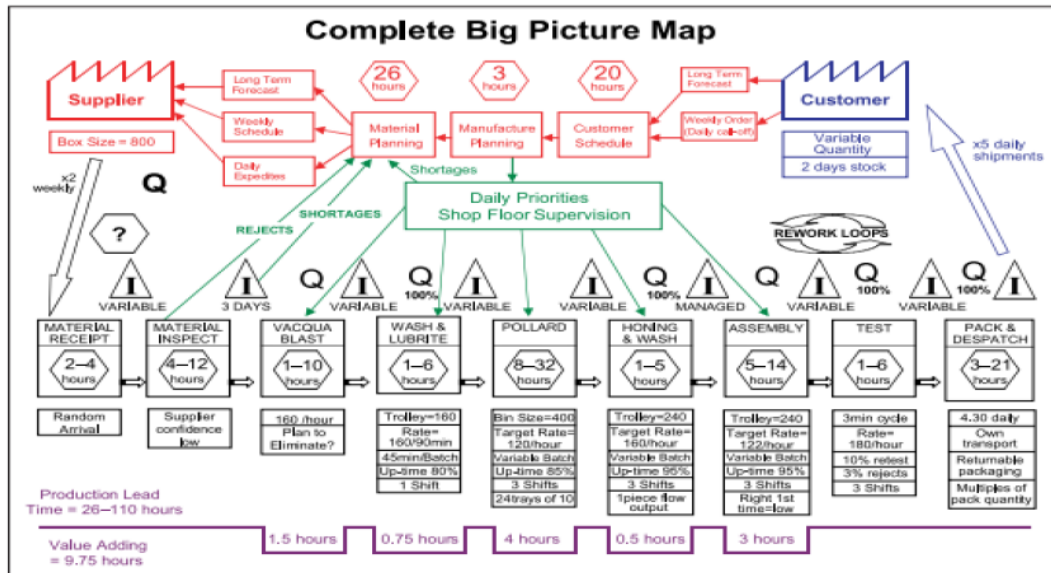 Complete Big Picture Map
Supplier
Box Size = 800
x2
weekly
Long Term
Forecast
Weekly
Schedule
Daily
Expedites
26
hours
3
hours
20
hours
Material
Planning
Manufacture
Planning
Customer
Schedule
Long Term
Forecast
Weekly Order
(Daily call-off)
Customer
Variable
Quantity
2 days stock
x5 daily
shipments
Q
?
REJECTS
SHORTAGES
Shortages
Daily Priorities
Shop Floor Supervision
REWORK LOOPS
I
VARIABLE
I
3 DAYS
Q
I
VARIABLE
Q
100%
I
VARIABLE
I
VARIABLE
Q
100%
I
MANAGED
Q
I
VARIABLE
Q
100%
I
VARIABLE
Q
100%
I
MATERIAL
RECEIPT
2–4
hours
Random
Arrival
MATERIAL
INSPECT
4–12
hours
Supplier
confidence
low
VACQUA
BLAST
1–10
hours
160 /hour
Plan to
Eliminate?
WASH &
LUBRITE
1–6
hours
Trolley=160
Rate=
160/90min
45min/Batch
Up-time 80%
1 Shift
POLLARD
8–32
hours
Bin Size=400
Target Rate=
120/hour
Variable Batch
Up-time 85%
3 Shifts
24trays of 10
HONING
& WASH
1–5
hours
Trolley=240
Target Rate=
160/hour
Variable Batch
Up-time 95%
3 Shifts
1piece flow
output
ASSEMBLY
5–14
hours
Trolley=240
Target Rate=
122/hour
Variable Batch
Up-time 95%
3 Shifts
Right 1st
time=low
TEST
1–6
hours
3min cycle
Rate=
180/hour
10% retest
3% rejects
3 Shifts
PACK &
DESPATCH
3–21
hours
4.30 daily
Own
transport
Returnable
packaging
Multiples of
pack quantity
Production Lead
Time = 26–110 hours
Value Adding
= 9.75 hours
1.5 hours
0.75 hours
4 hours
0.5 hours
3 hours